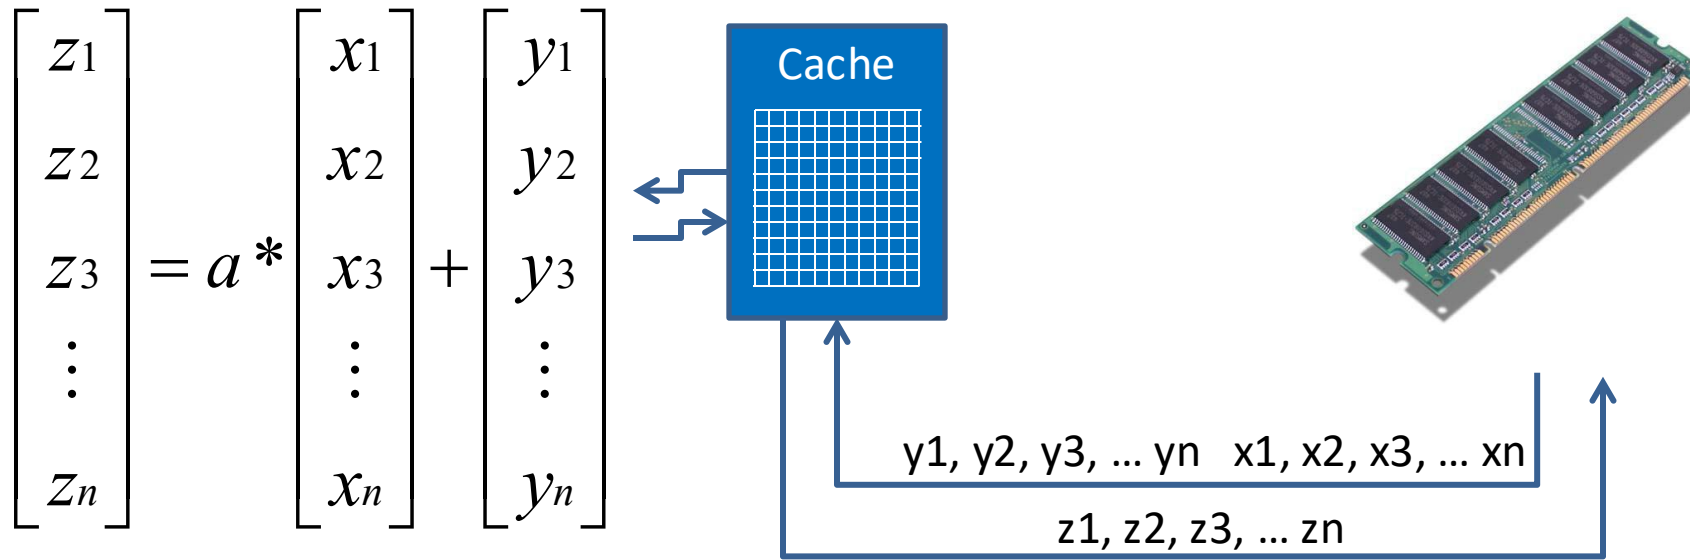 z1 x1 y1
z2 x2 y2
z3 = a * x3 + y3
⋮ ⋮ ⋮
zn xn yn
Cache
y1, y2, y3, … yn x1, x2, x3, … xn
z1, z2, z3, … zn